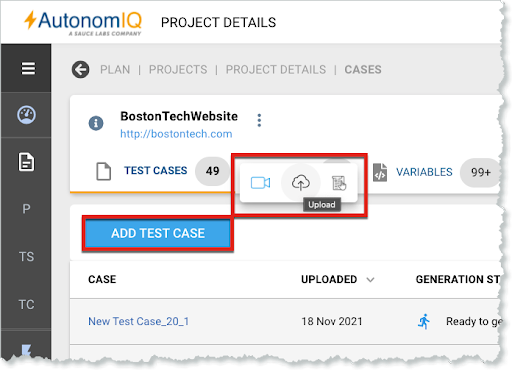 AutonomIQ
A SAUCE LABS COMPANY
PROJECT DETAILS
PLAN | PROJECTS | PROJECT DETAILS | CASES
BostonTechWebsite
http://bostontech.com
TEST CASES 49
VARIABLES 99+
Upload
ADD TEST CASE
P
TS
TC
CASE UPLOADED GENERATION ST
New Test Case_20_1 18 Nov 2021 Ready to ge